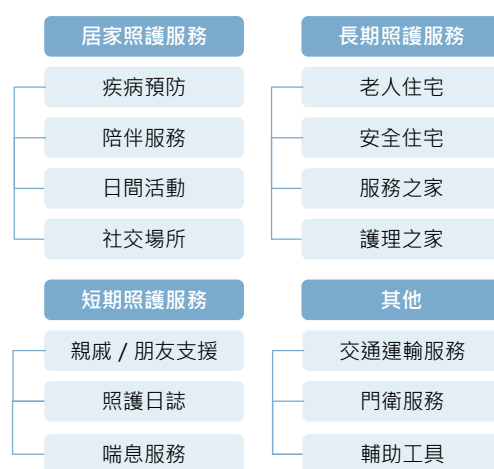 居家照護服務
疾病預防
陪伴服務
日間活動
社交場所
長期照護服務
老人住宅
安全住宅
服務之家
護理之家
短期照護服務
親戚 / 朋友支援
照護日誌
喘息服務
其他
交通運輸服務
門衛服務
輔助工具